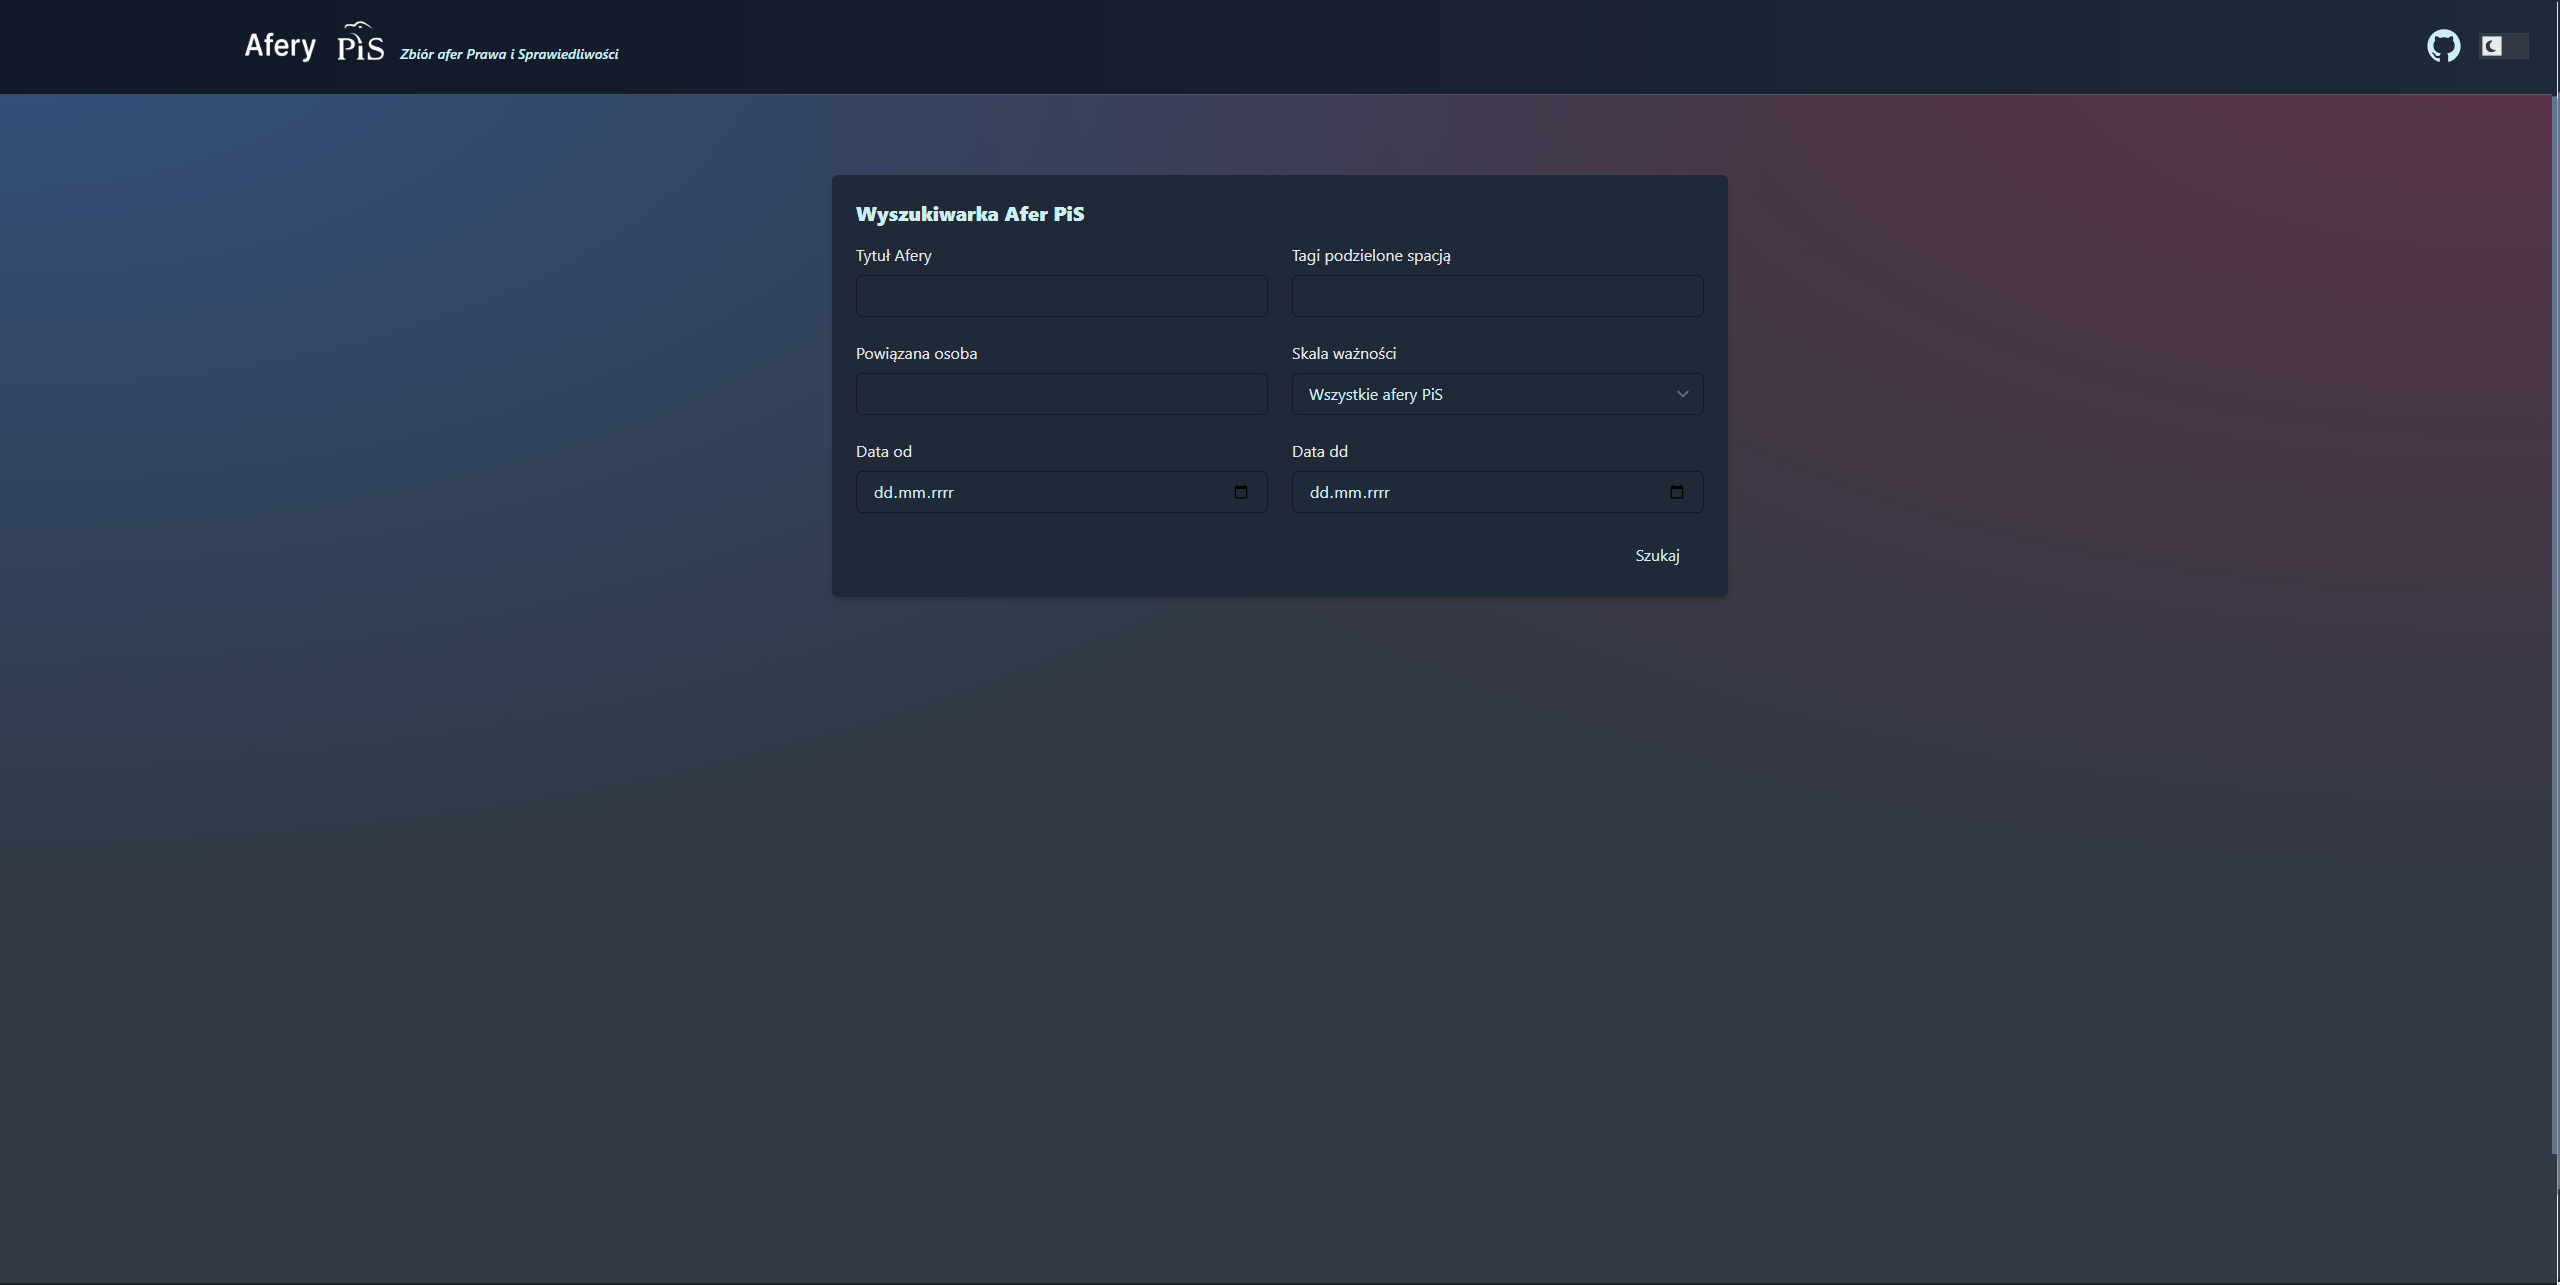 Afery PiS Zbiór afer Prawa i Sprawiedliwości
Wyszukiwarka Afer PiS
Tytuł Afery
Tagi podzielone spacją
Powiązana osoba
Skala ważności
Wszystkie afery PiS
Data od
Data dd
dd.mm.rrrr
dd.mm.rrrr
Szukaj